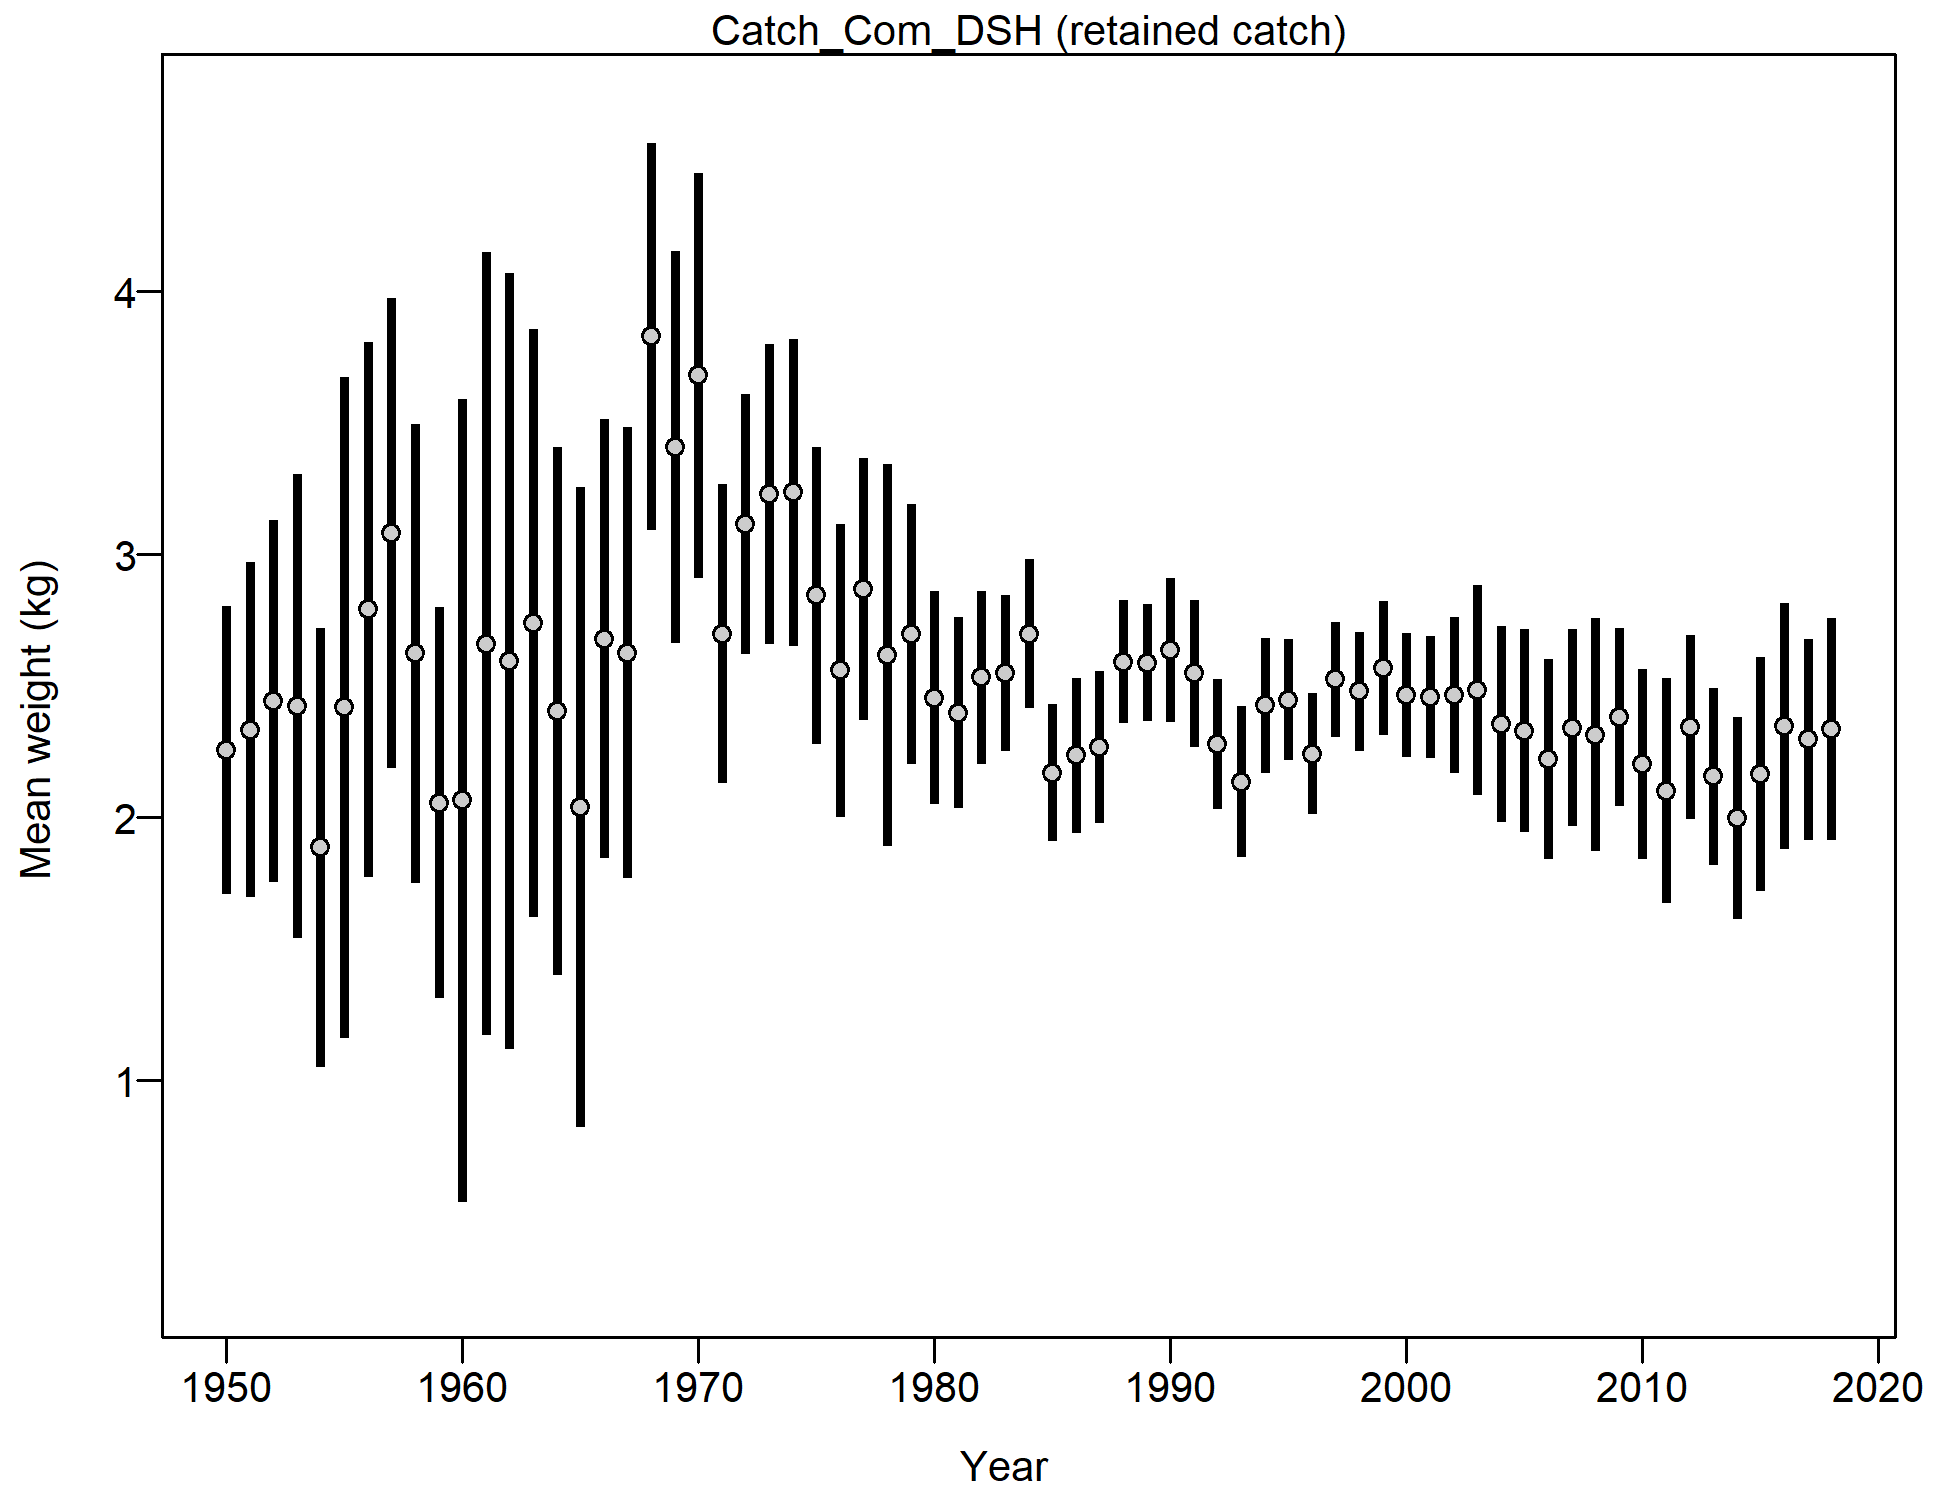 Catch_Com_DSH (retained catch)
4
3
2
1
Mean weight (kg)
1950 1960 1970 1980 1990 2000 2010 2020
Year